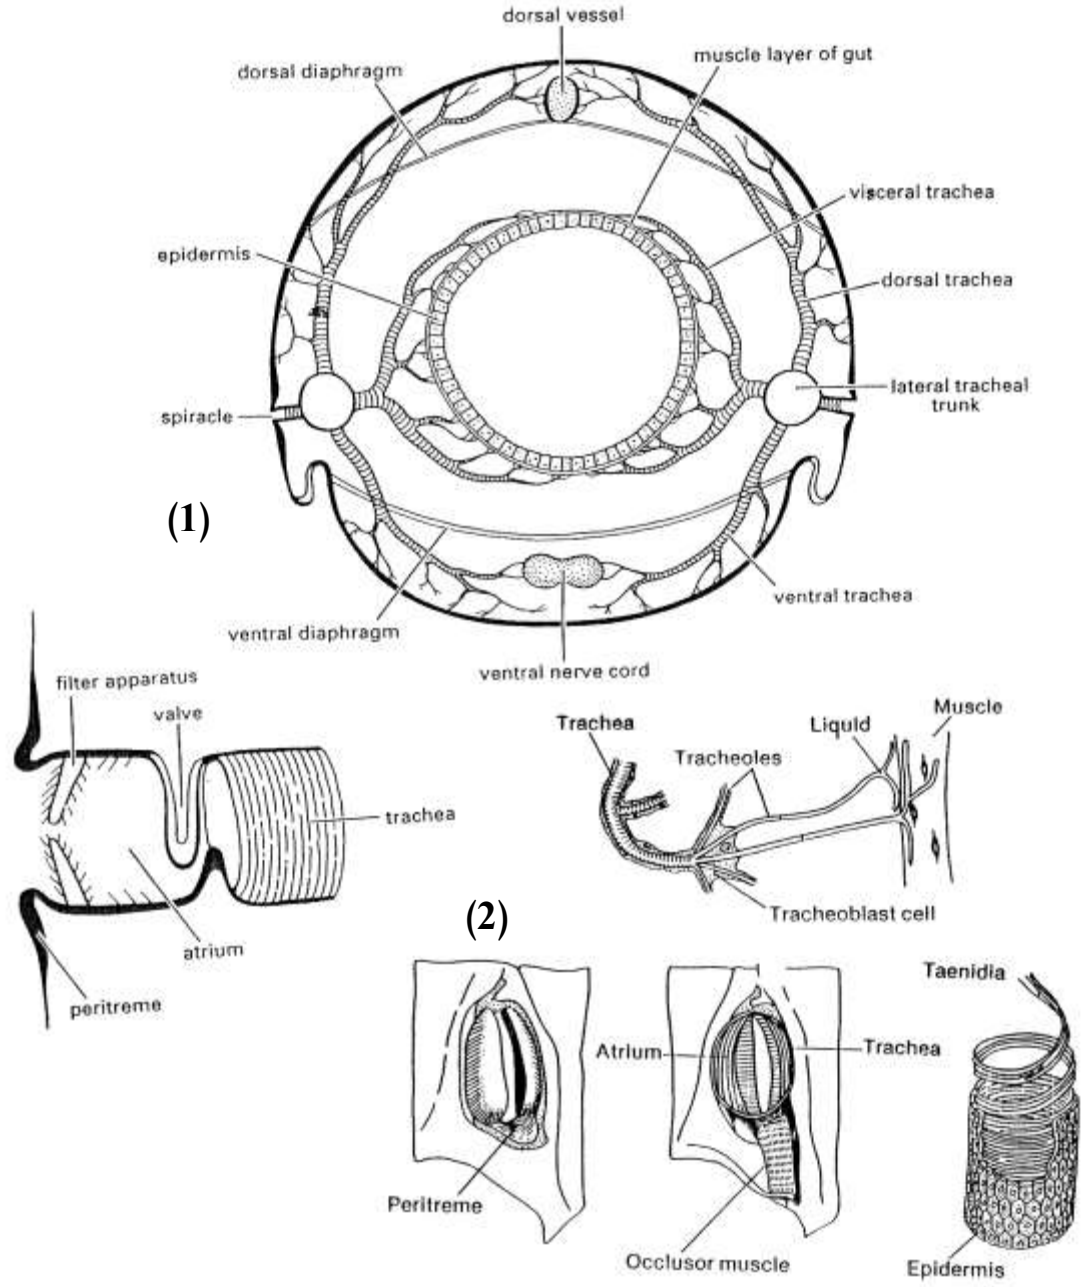 dorsal vessel
muscle layer of gut
dorsal diaphragm
visceral trachea
epidermis
dorsal trachea
lateral tracheal
trunk
spiracle
(1)
ventral trachea
ventral diaphragm
ventral nerve cord
filter apparatus
valve
trachea
atrium
peritreme
Trachea
Liquid
Muscle
Tracheoles
Tracheoblast cell
(2)
Taenidia
Atrium
Trachea
Peritreme
Occlusor muscle
Epidermis